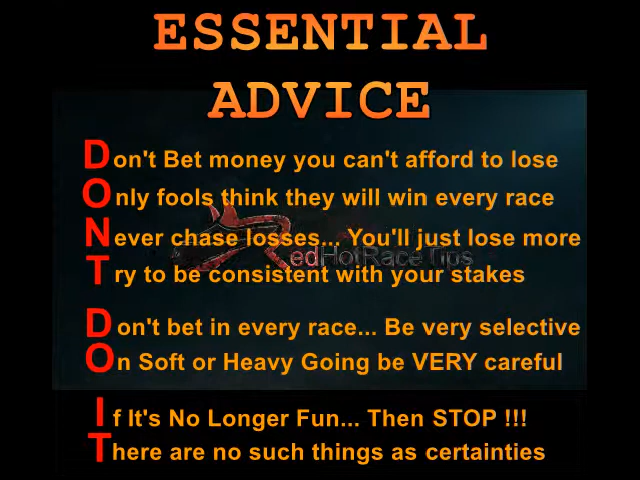 ESSENTIAL
ADVICE
Don't Bet money you can't afford to lose
Only fools think they will win every race
Never chase losses... You'll just lose more
RedHotRaceTips
Try to be consistent with your stakes
Don't bet in every race... Be very selective
On Soft or Heavy Going be VERY careful
If It's No Longer Fun... Then STOP !!!
There are no such things as certainties